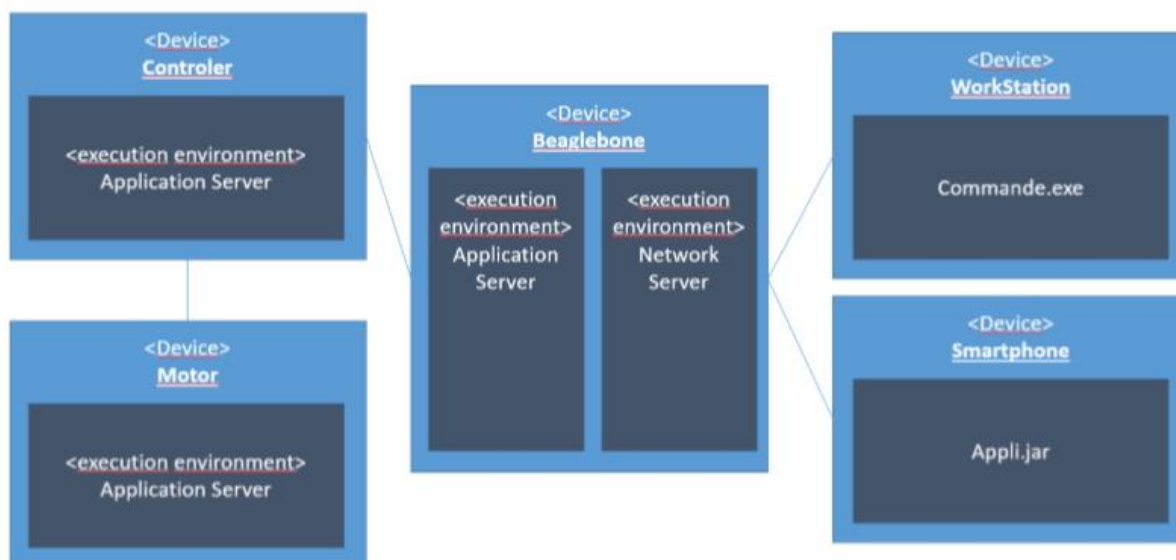 <Device>
Controler
<execution environment>
Application Server
<Device>
Motor
<execution environment>
Application Server
<Device>
Beaglebone
<execution
environment>
Application
Server
<execution
environment>
Network
Server
<Device>
WorkStation
Commande.exe
<Device>
Smartphone
Appli.jar